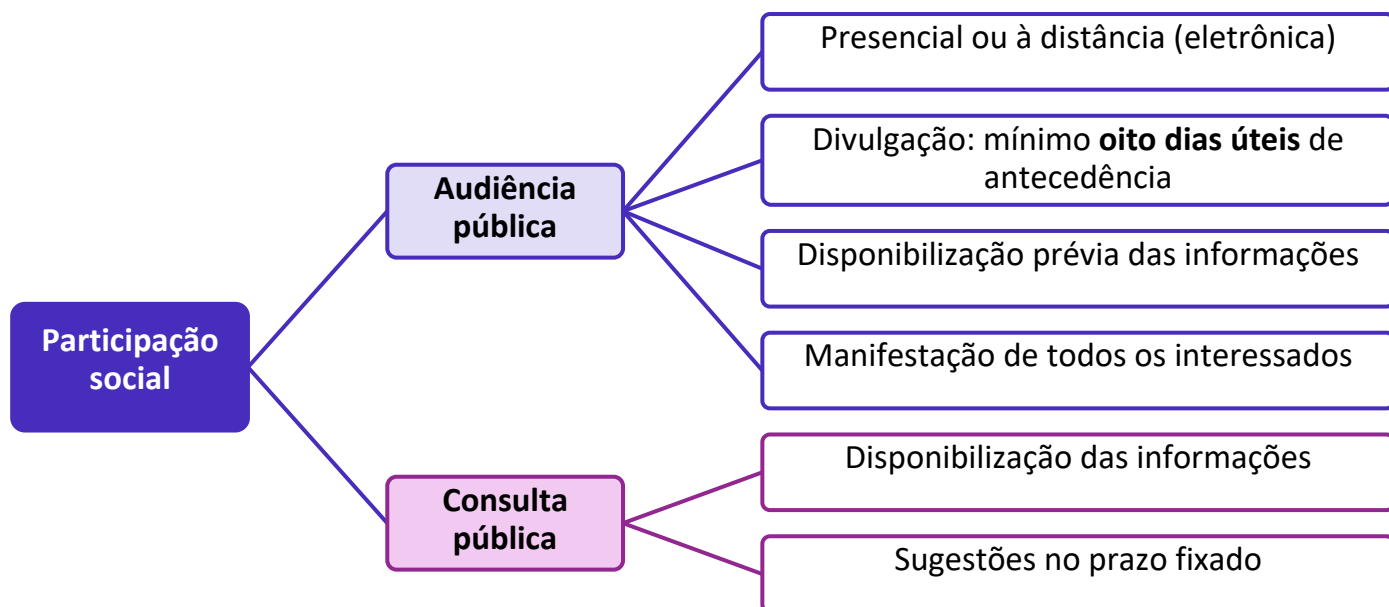 Participação
social
Audiência
pública
Presencial ou à distância (eletrônica)
Divulgação: mínimo oito dias úteis de
antecedência
Disponibilização prévia das informações
Manifestação de todos os interessados
Consulta
pública
Disponibilização das informações
Sugestões no prazo fixado